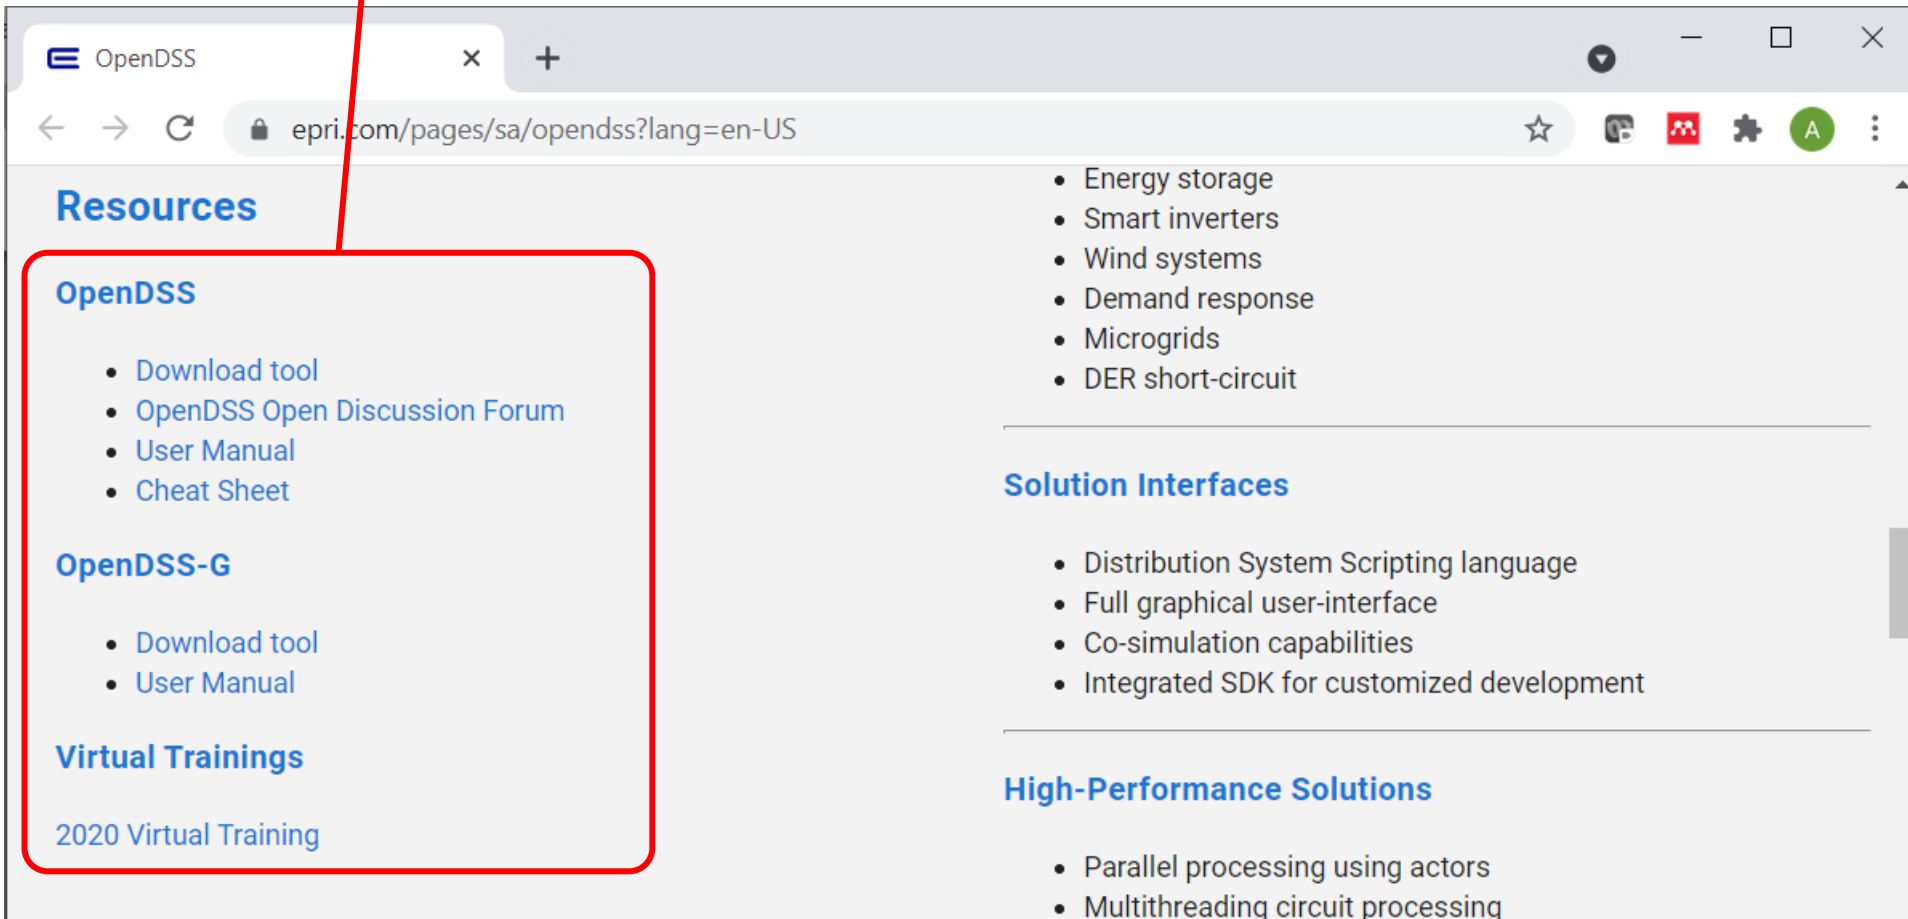 OpenDSS
epri.com/pages/sa/opendss?lang=en-US
A
Resources
OpenDSS
Download tool
OpenDSS Open Discussion Forum
User Manual
Cheat Sheet
OpenDSS-G
Download tool
User Manual
Virtual Trainings
2020 Virtual Training
Energy storage
Smart inverters
Wind systems
Demand response
Microgrids
DER short-circuit
Solution Interfaces
Distribution System Scripting language
Full graphical user-interface
Co-simulation capabilities
Integrated SDK for customized development
High-Performance Solutions
Parallel processing using actors
Multithreading circuit processing